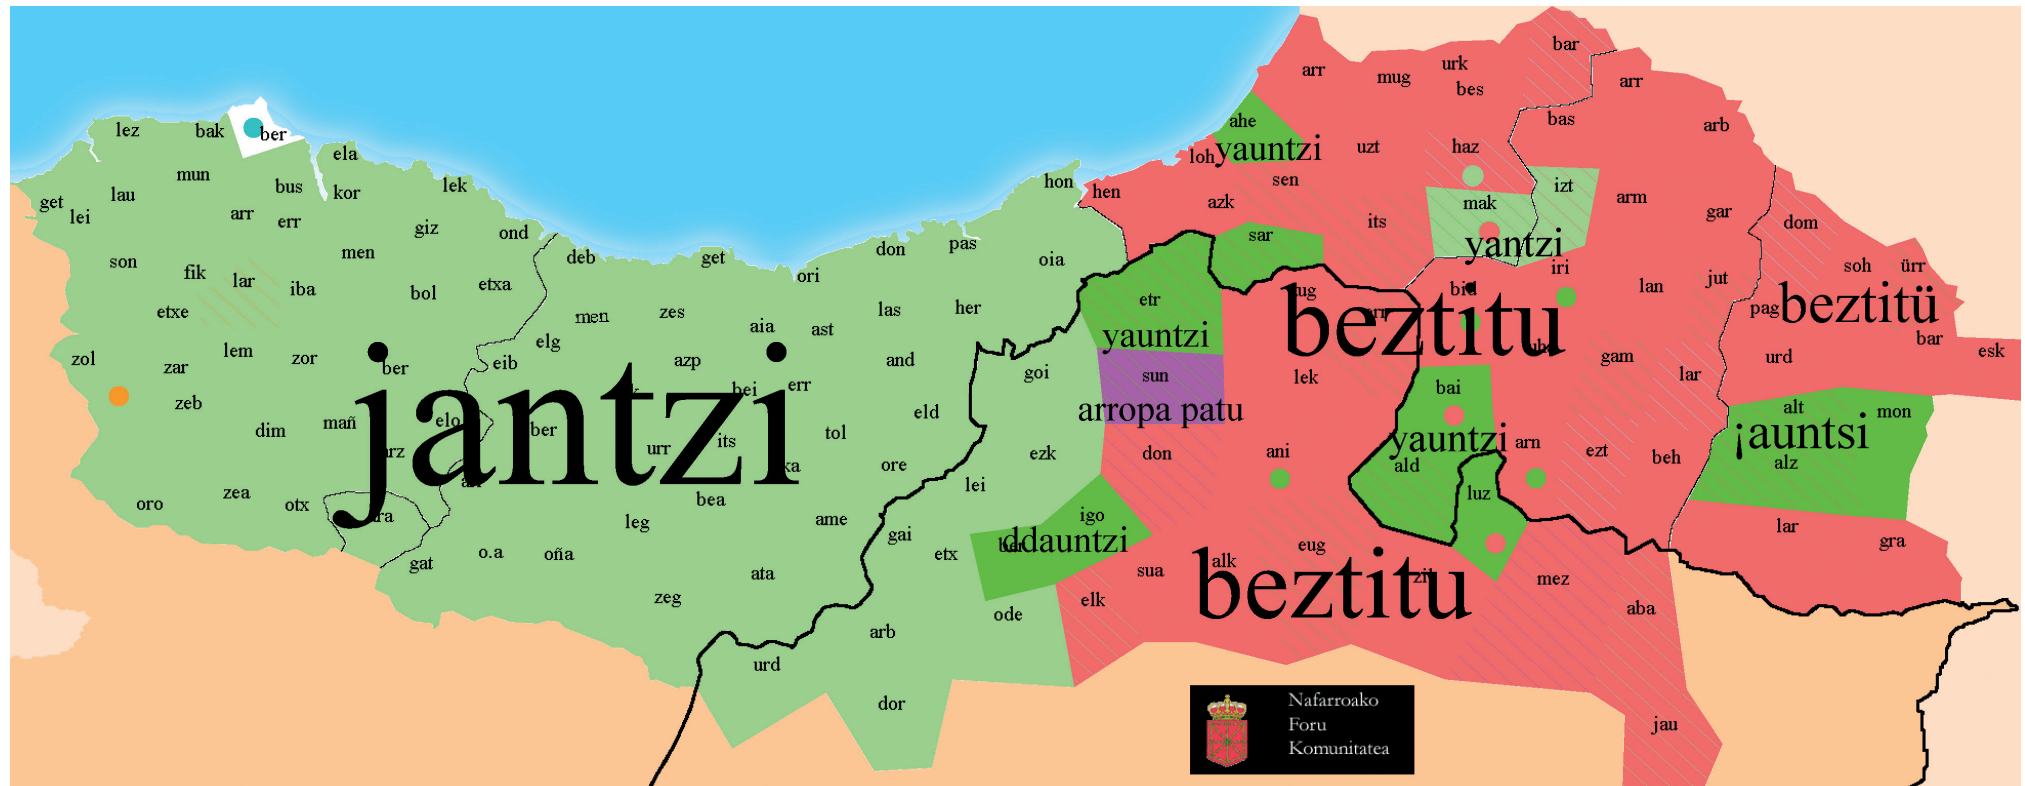 bar
arr
mug
urk
bes
arr
lez
bak
ber
ahe
bas
arb
ela
loh
yauntzi
uzt
haz
mun
bus
kor
lek
hon
hen
sen
izt
lau
get
lei
arr
err
giz
azk
its
mak
arm
gar
dom
ond
men
don
pas
sar
yantzi
son
fik
lar
iba
bol
etxa
deb
get
ori
oia
iri
soh
ürr
jut
lan
etr
etxe
men
zes
aia
ast
las
her
beztitu
pag
beztitü
zol
zar
lem
zor
ber
eib
elg
azp
and
goi
yauntzi
gam
urd
bar
esk
sun
lek
bai
lar
zeb
bei
err
eld
arropa patu
alt
mon
dim
mañ
elo
jantzi
ber
urr
its
tol
yauntzi
arn
¡auntsi
don
ani
ald
ezt
beh
alz
ezk
ore
lei
oro
zea
otx
bea
leg
ame
gai
igo
luz
lar
gra
gat
o.a
oña
etx
ddauntzi
eug
ata
sua
alk
beztitu
mez
zeg
arb
ode
elk
aba
urd
dor
jau
Nafarroako
Foru
Komunitatea